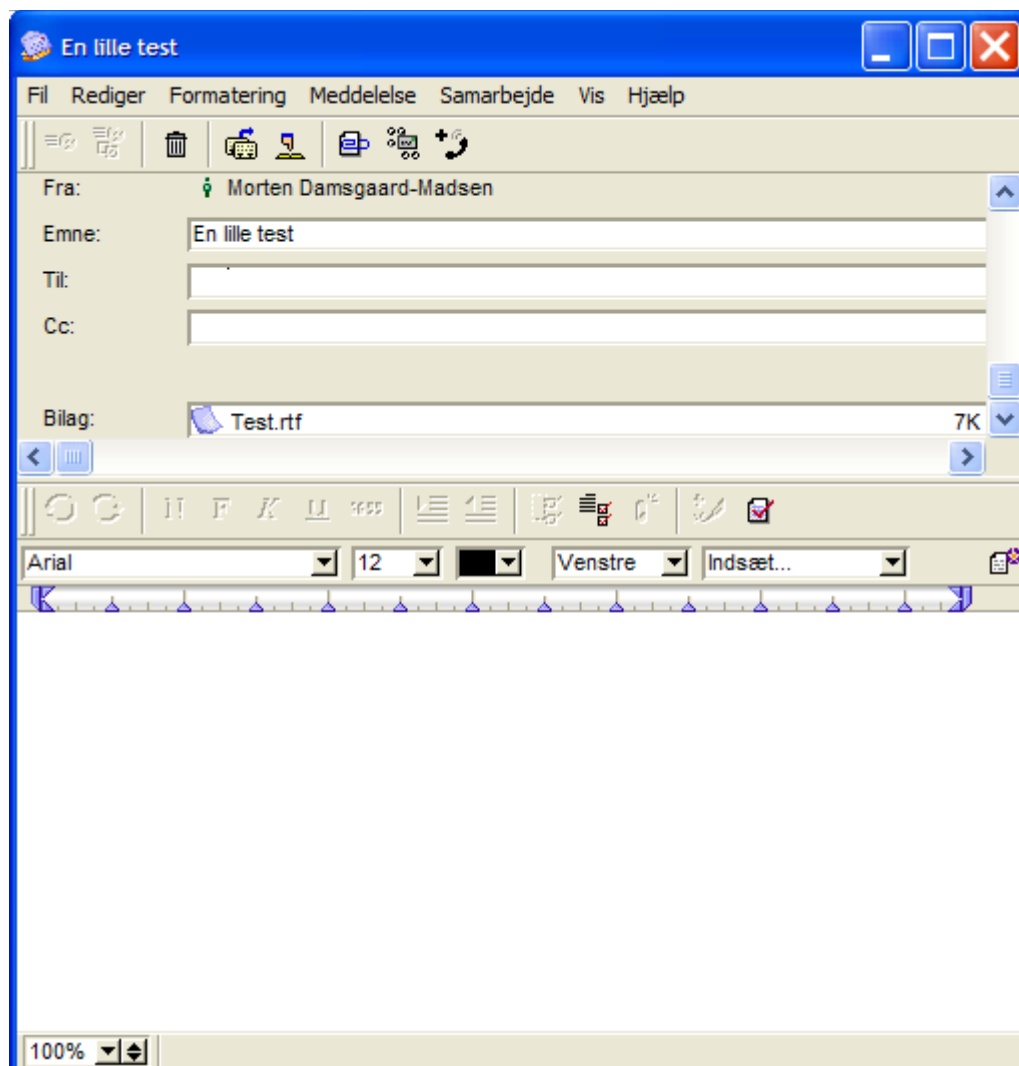 En lille test
Fil Rediger Formatering Meddelelse Samarbejde Vis Hjælp
Fra: Morten Damsgaard-Madsen
Emne: En lille test
Til:
Cc:
Bilag: Test.rtf 7K
N F K U
Arial 12 Venstre Indsæt...
100%